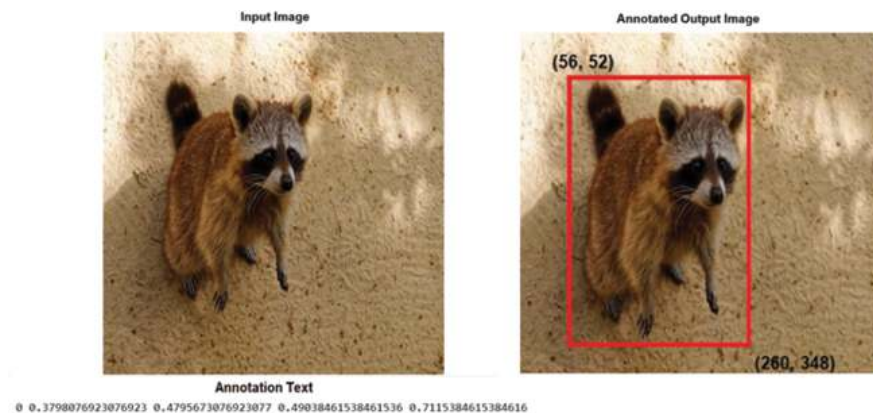 Input Image
Annotated Output Image
(56, 52)
(260, 348)
Annotation Text
0 0.3798076923076923 0.4795673076923077 0.49038461538461536 0.7115384615384616